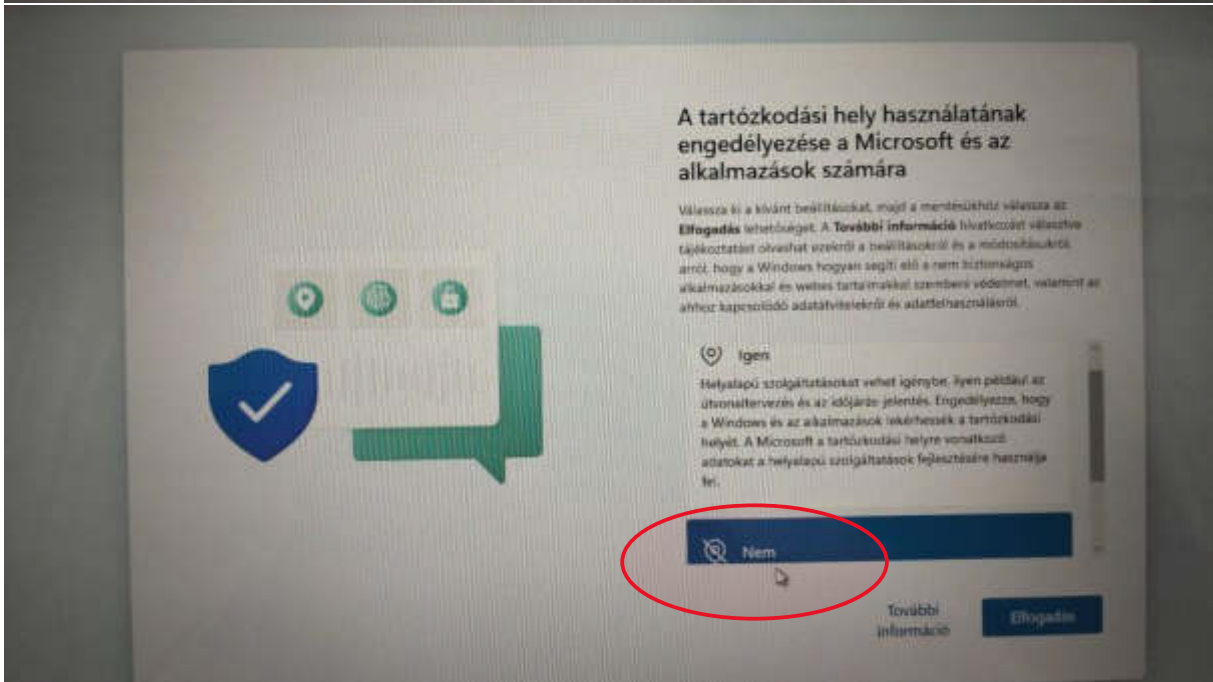 A tartózkodási hely használatának
engedélyezése a Microsoft és az
alkalmazások számára
Válassza ki a kívánt beállításokat, majd a mentésükhöz válassza az
Elfogadás lehetőséget. A További információ hivatkozást választva
tájékoztatást olvashat ezekről a beállításokról és a módosításukról,
arról, hogy a Windows hogyan segíti elő a nem biztonságos
alkalmazásokkal és webes tartalmakkal szembeni védelmet, valamint az
ahhoz kapcsolódó adatátvitelekről és adatfelhasználásról.
Igen
Helyalapú szolgáltatásokat vehet igénybe, ilyen például az
útvonaltervezés és az időjárás-jelentés. Engedélyezze, hogy
a Windows és az alkalmazások lekérhessék a tartózkodási
helyét. A Microsoft a tartózkodási helyre vonatkozó
adatokat a helyalapú szolgáltatások fejlesztésére használja
fel.
Nem
További
információ
Elfogadás